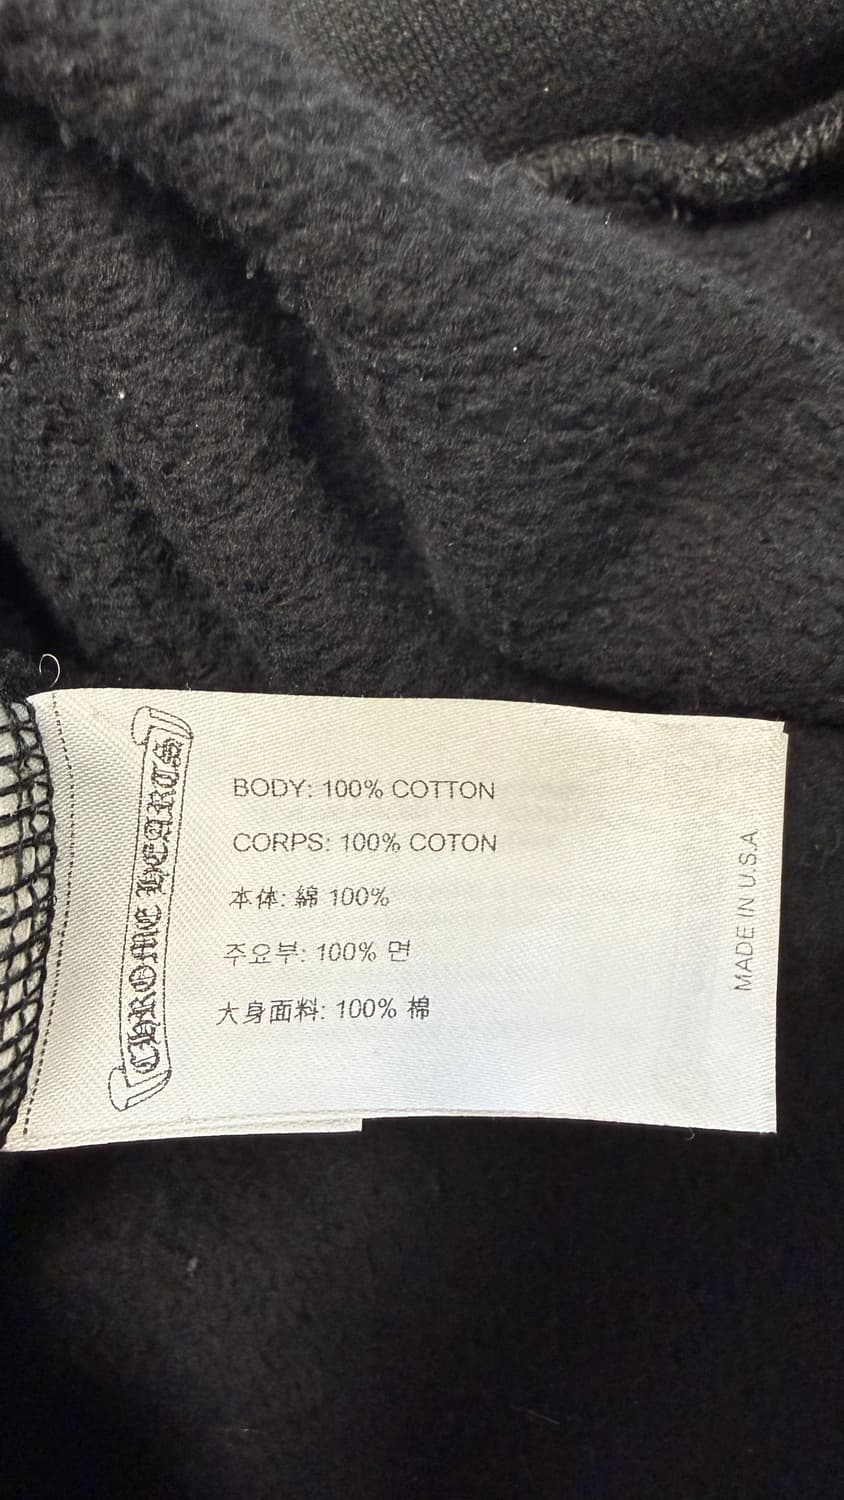 CHROME HEARTS
BODY: 100% COTTON
CORPS: 100% COTON
本体: 綿 100%
주요부: 100% 면
大身面料: 100% 棉
MADE IN U.S.A